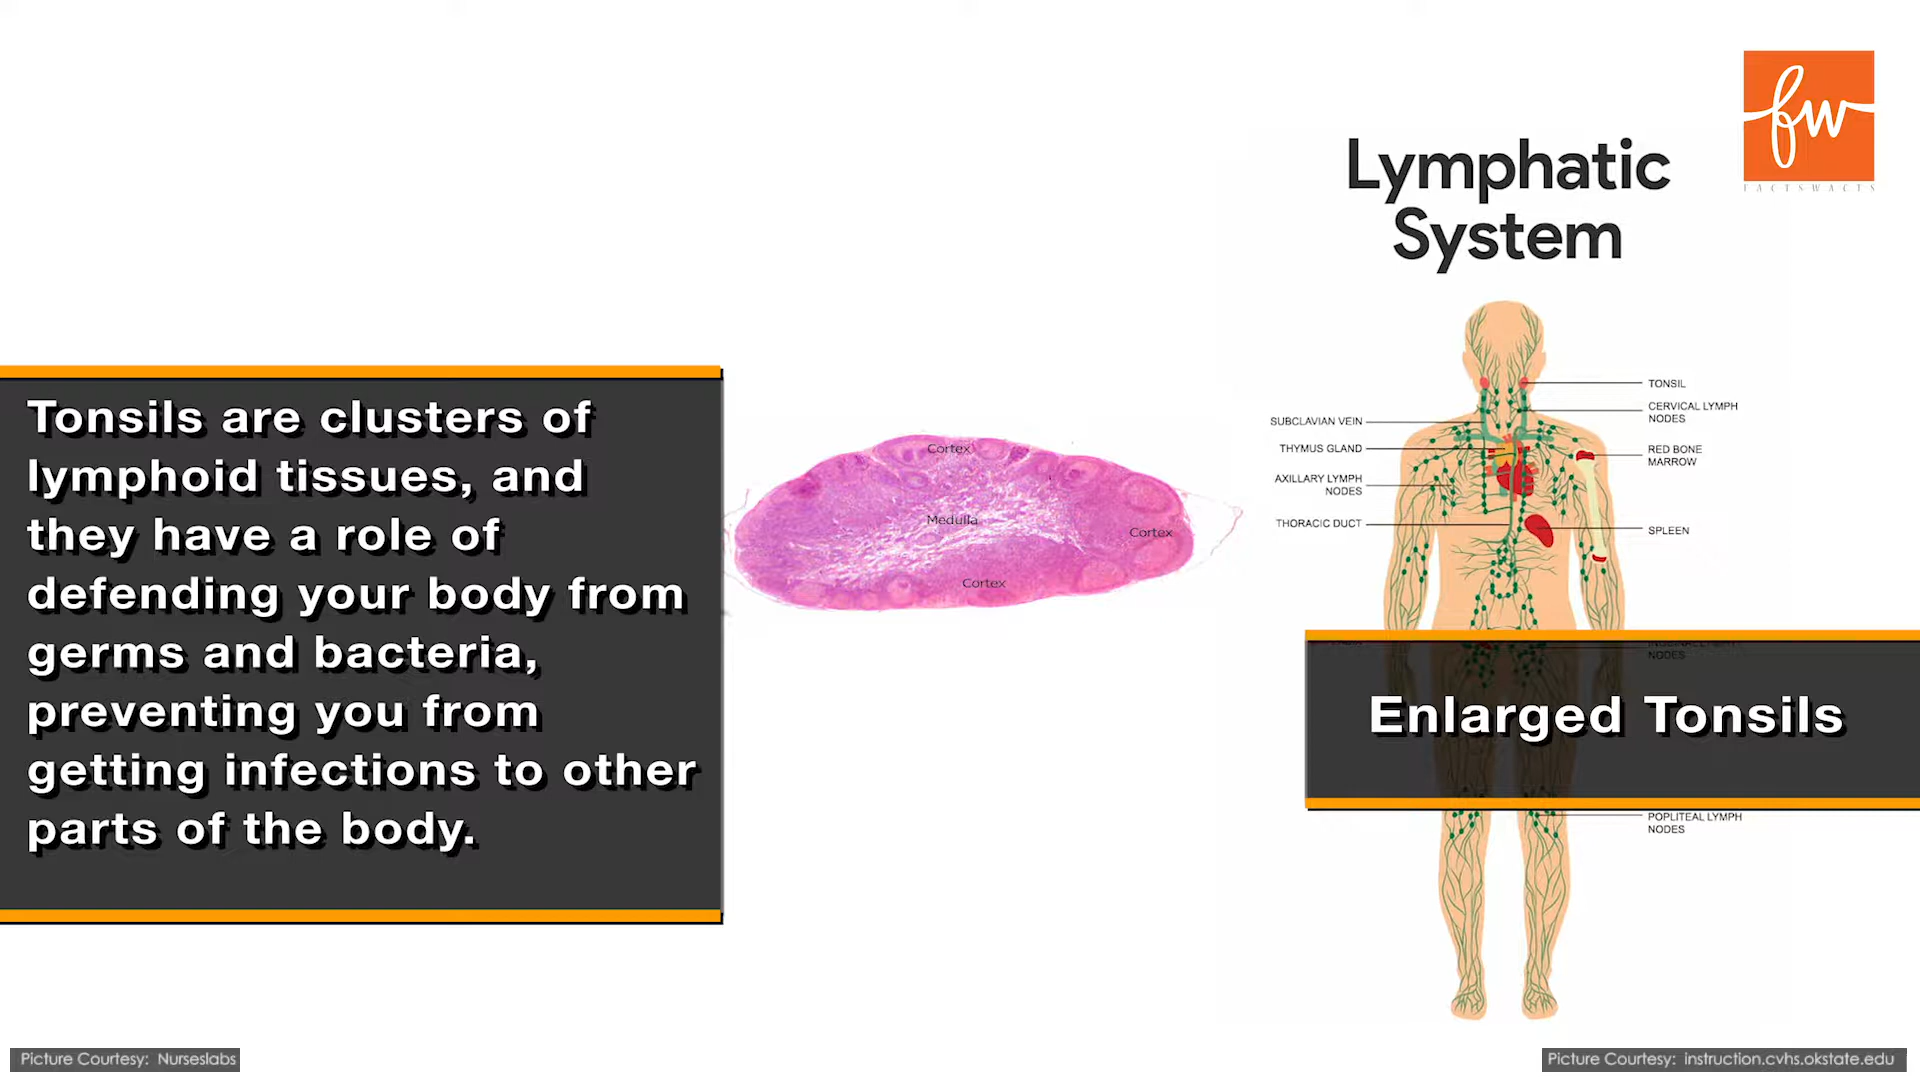 fw
FACTSWACTS
Lymphatic
System
Tonsils are clusters of
lymphoid tissues, and
they have a role of
defending your body from
germs and bacteria,
preventing you from
getting infections to other
parts of the body.
Cortex
Medulla
Cortex
Cortex
SUBCLAVIAN VEIN
THYMUS GLAND
AXILLARY LYMPH
NODES
THORACIC DUCT
TONSIL
CERVICAL LYMPH
NODES
RED BONE
MARROW
SPLEEN
NODES
Enlarged Tonsils
POPLITEAL LYMPH
NODES
Picture Courtesy: Nurseslabs
Picture Courtesy: instruction.cvhs.okstate.edu